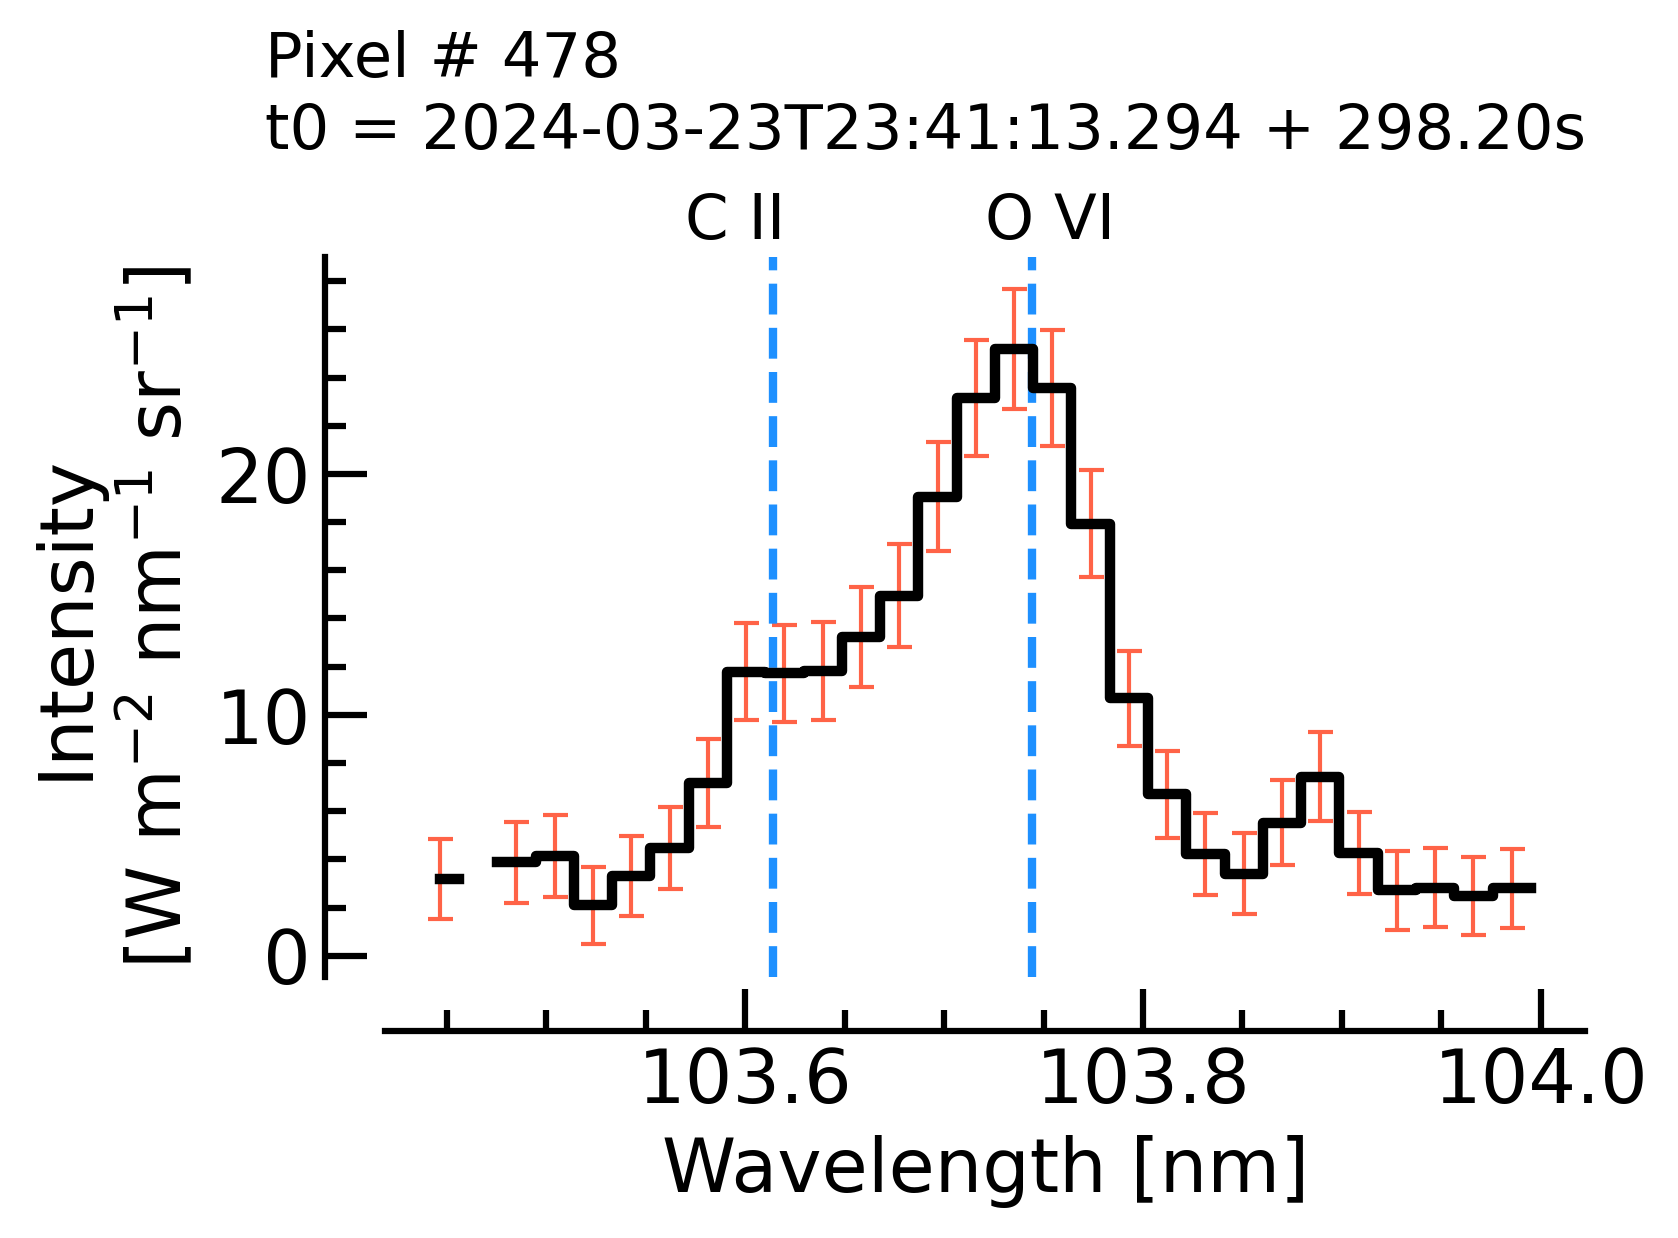 Pixel # 478
t0 = 2024-03-23T23:41:13.294 + 298.20s
C II
O VI
Intensity
[W m⁻² nm⁻¹ sr⁻¹]
20
10
0
103.6
103.8
104.0
Wavelength [nm]